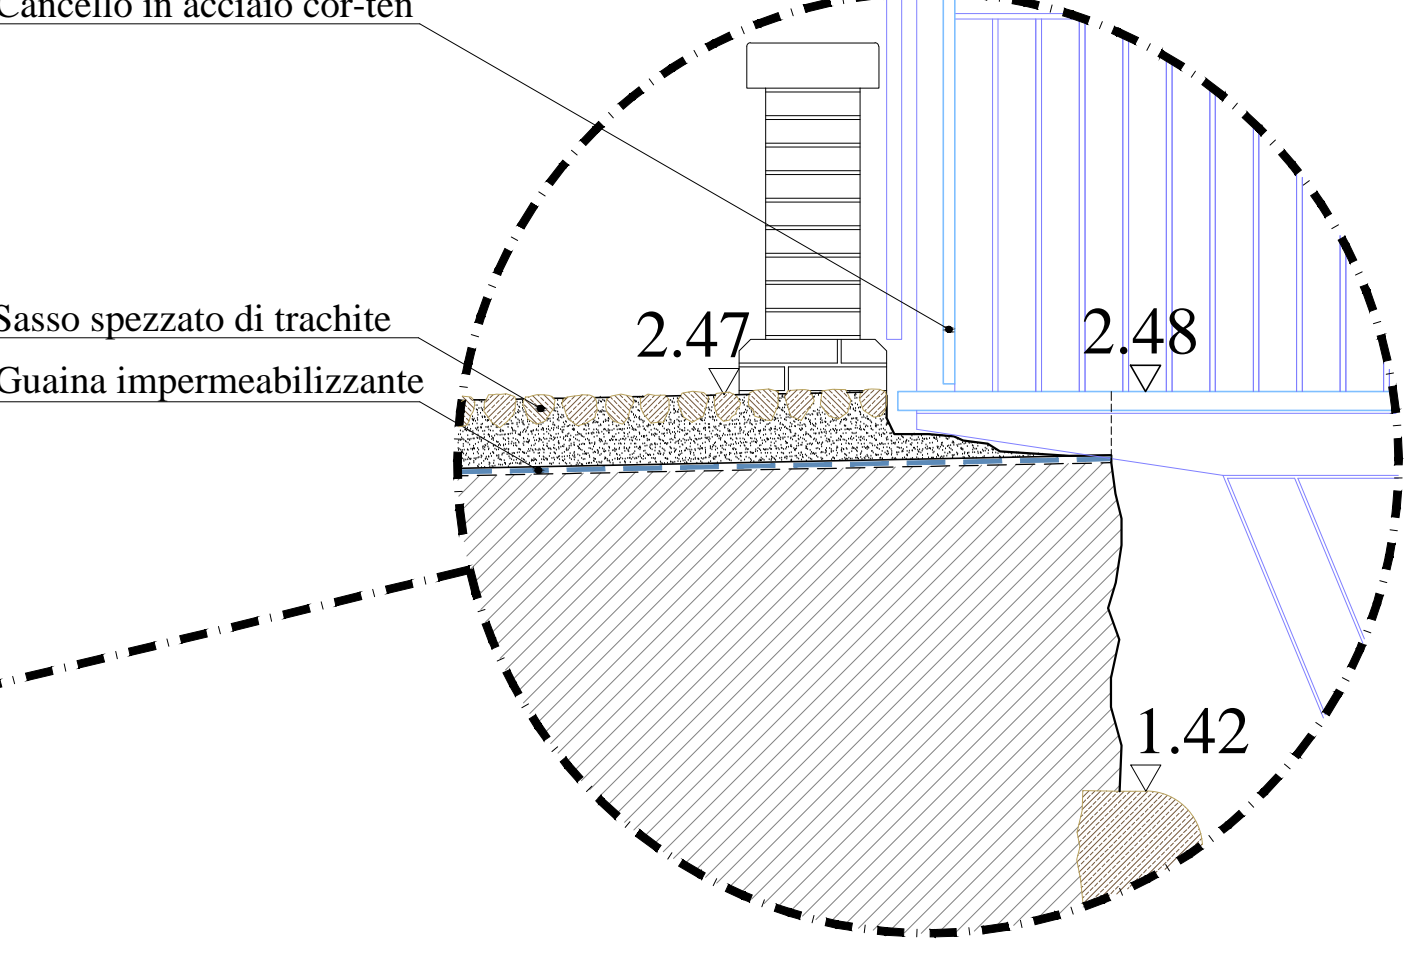 Cancello in acciaio cor-ten
Sasso spezzato di trachite
Guaina impermeabilizzante
2.47
2.48
1.42